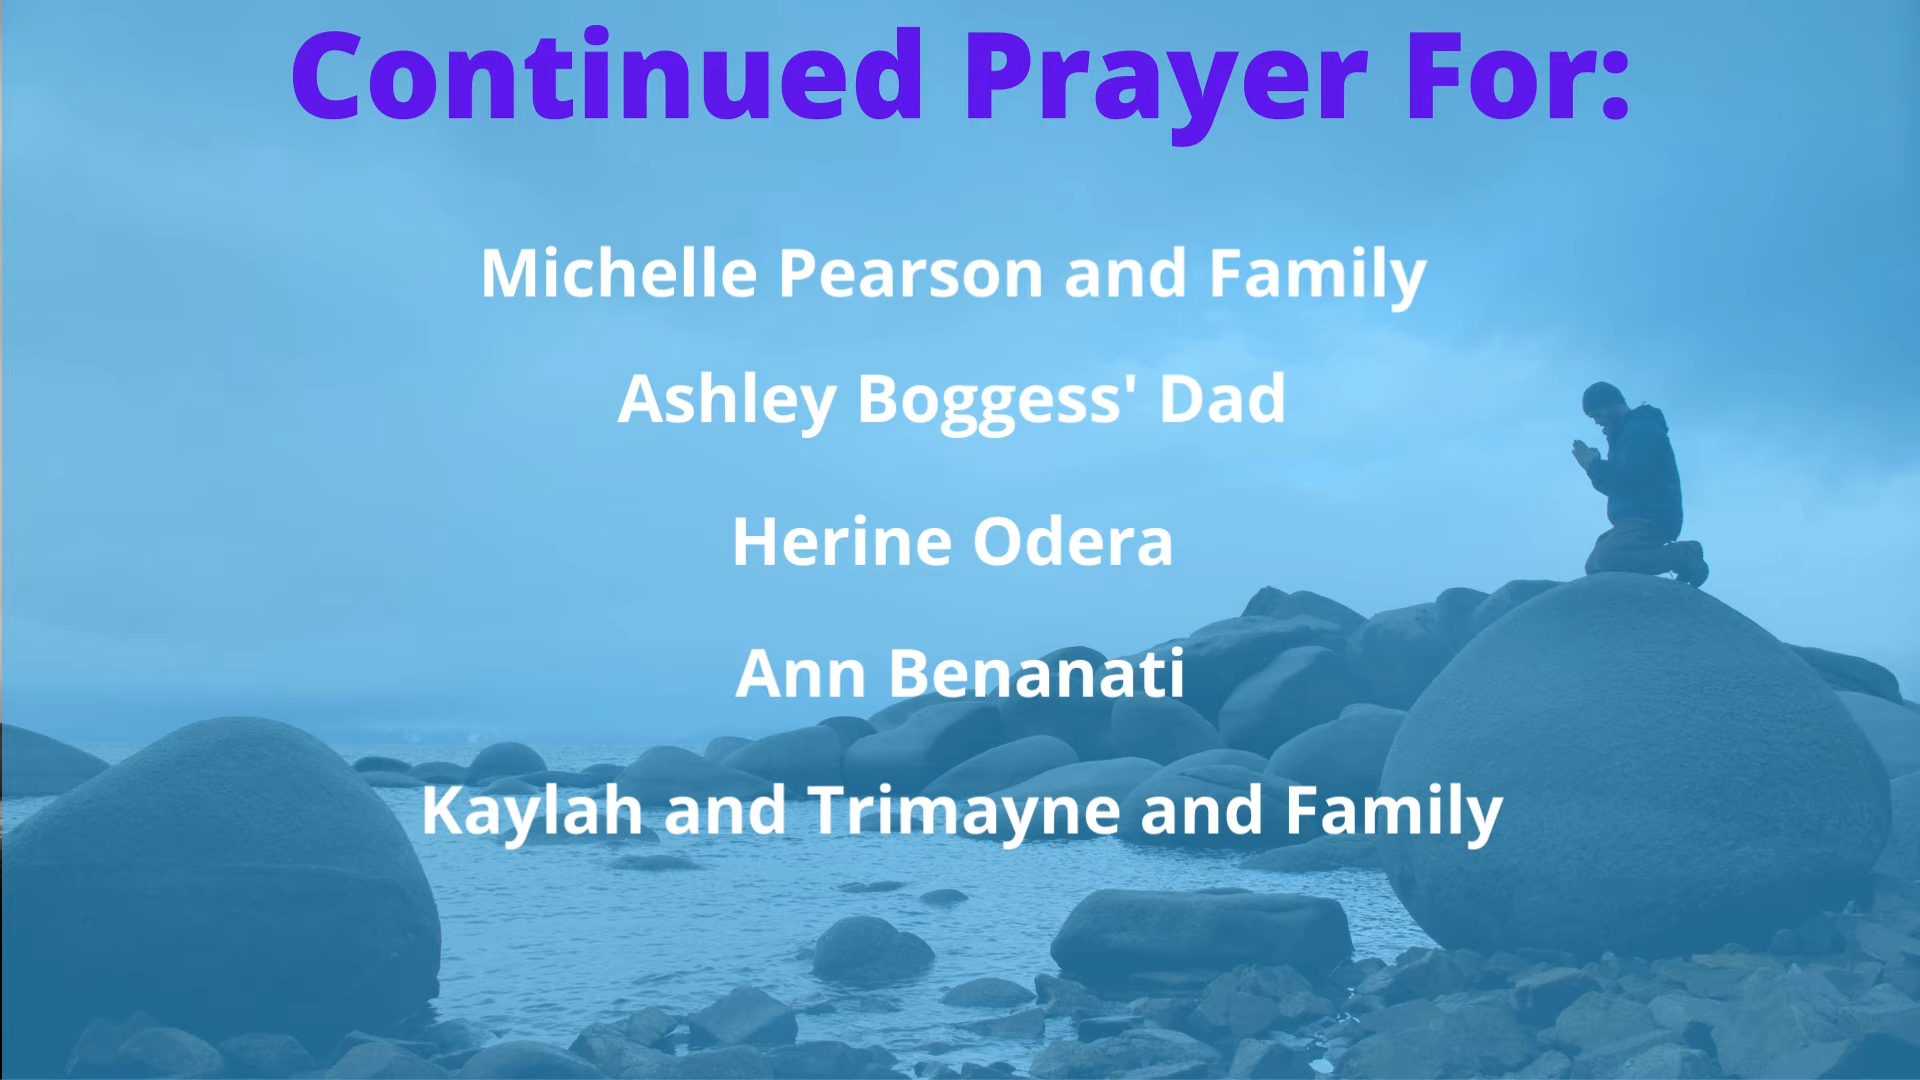 Continued Prayer For:
Michelle Pearson and Family
Ashley Boggess' Dad
Herine Odera
Ann Benanati
Kaylah and Trimayne and Family